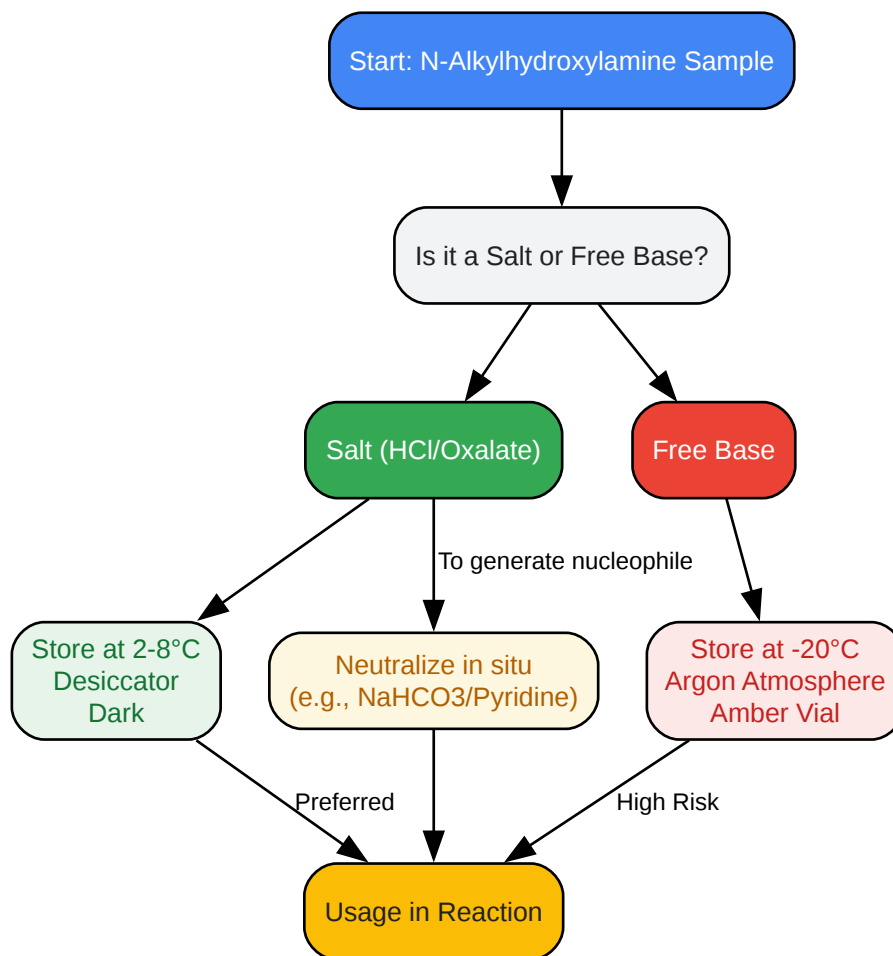 Start: N-Alkylhydroxylamine Sample
Is it a Salt or Free Base?
Salt (HCl/Oxalate)
Free Base
To generate nucleophile
Store at 2-8°C
Desiccator
Dark
Neutralize in situ
(e.g., NaHCO3/Pyridine)
Store at -20°C
Argon Atmosphere
Amber Vial
Preferred
High Risk
Usage in Reaction